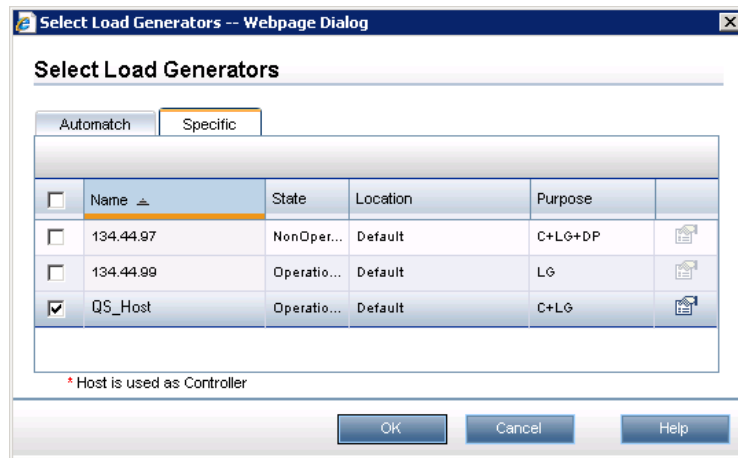 Select Load Generators -- Webpage Dialog
Select Load Generators
Automatch Specific
Name State Location Purpose
134.44.97 NonOper... Default C+LG+DP
134.44.99 Operatio... Default LG
QS_Host Operatio... Default C+LG
* Host is used as Controller
OK Cancel Help